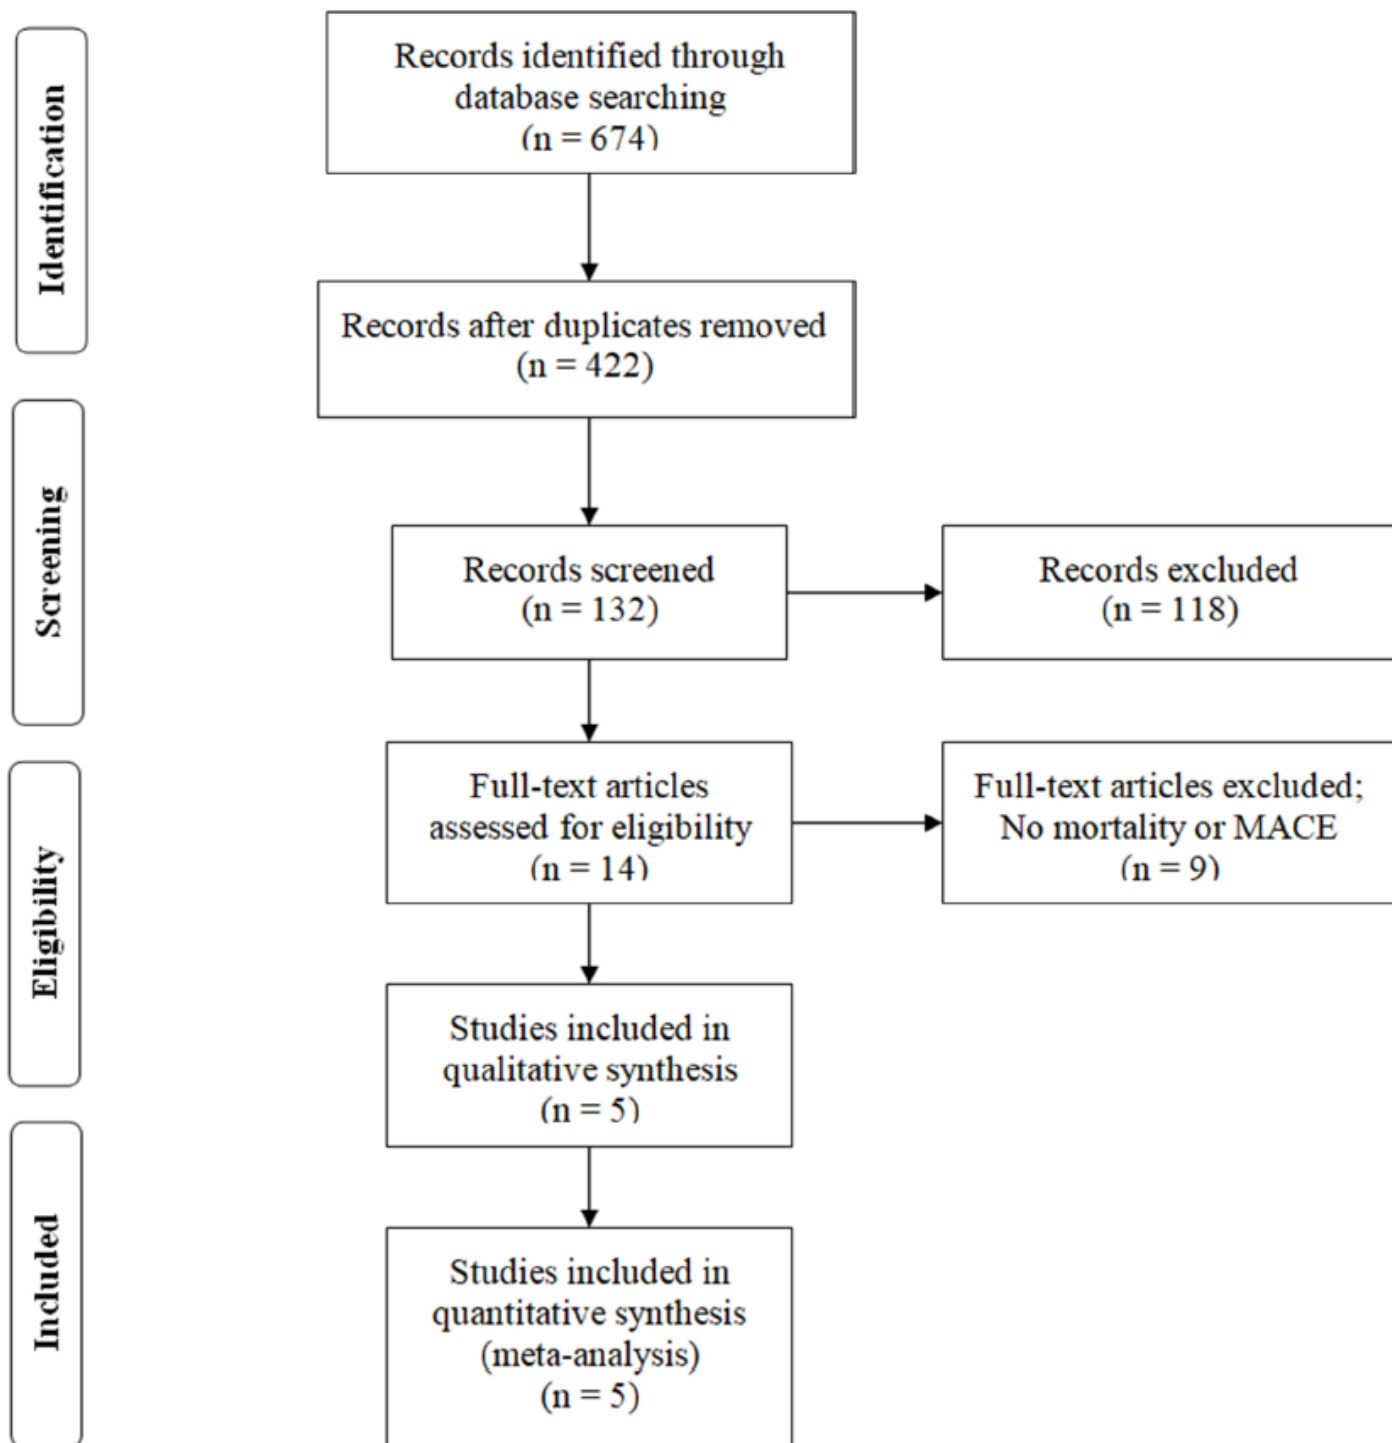 Identification
Records identified through
database searching
(n = 674)
Records after duplicates removed
(n = 422)
Screening
Records screened
(n = 132)
Records excluded
(n = 118)
Eligibility
Full-text articles
assessed for eligibility
(n = 14)
Full-text articles excluded;
No mortality or MACE
(n = 9)
Studies included in
qualitative synthesis
(n = 5)
Included
Studies included in
quantitative synthesis
(meta-analysis)
(n = 5)